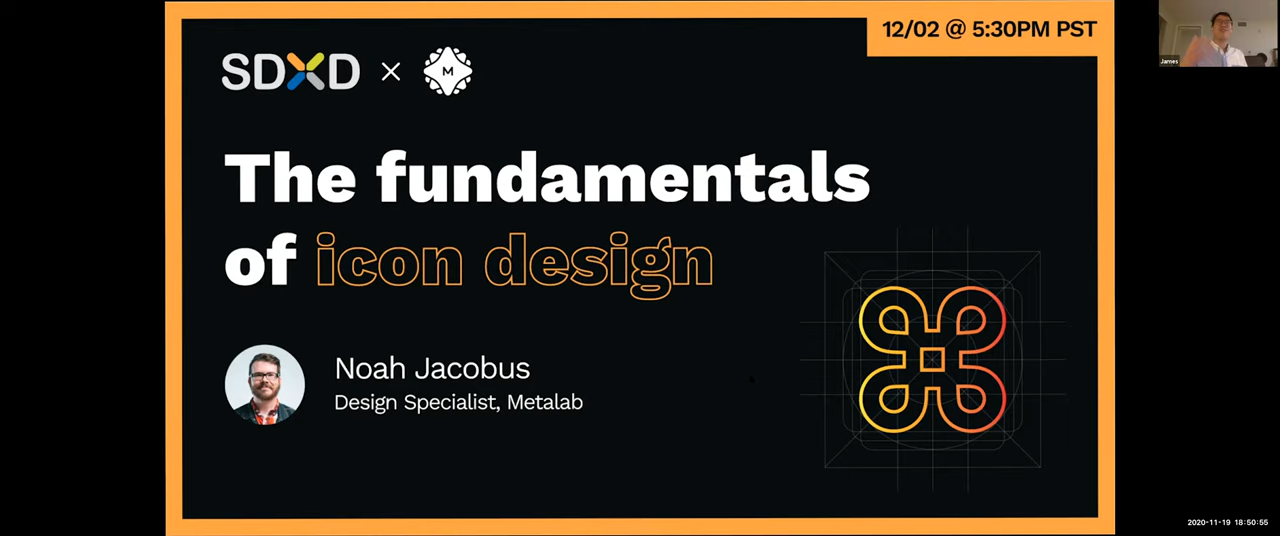 12/02 @ 5:30PM PST
SDXD × M
The fundamentals
of icon design
Noah Jacobus
Design Specialist, Metalab
James
2020-11-19 18:50:55